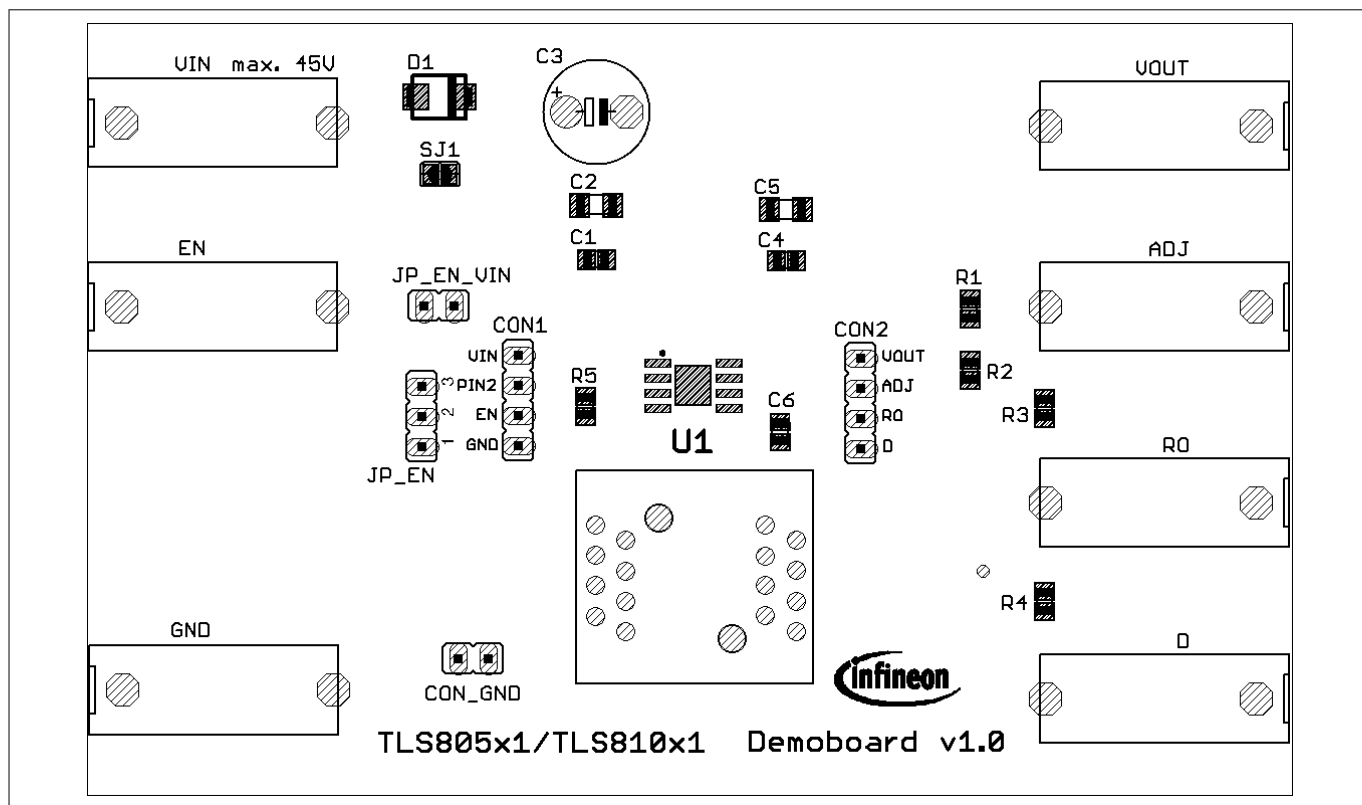 VIN max. 45V
D1
C3
+
VOUT
SJ1
C2
C5
EN
C1
C4
ADJ
JP_EN_VIN
R1
CON1
CON2
VIN
VOUT
R5
R2
3
PIN2
ADJ
C6
R3
2
EN
RO
1
GND
U1
D
JP_EN
RO
R4
GND
D
CON_GND
infineon
TLS805x1/TLS810x1 Demoboard v1.0